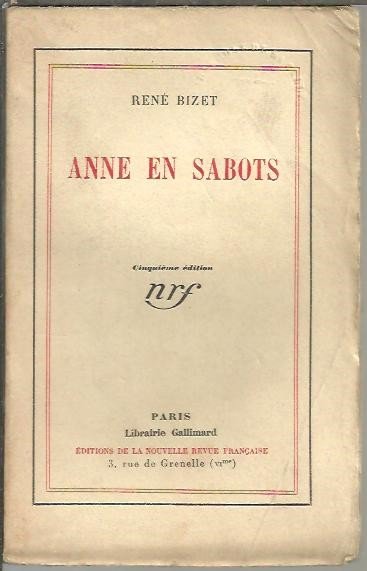 RENÉ BIZET
ANNE EN SABOTS
Cinquième édition
nrf
PARIS
Librairie Gallimard
ÉDITIONS DE LA NOUVELLE REVUE FRANÇAISE
3, rue de Grenelle (VIme)